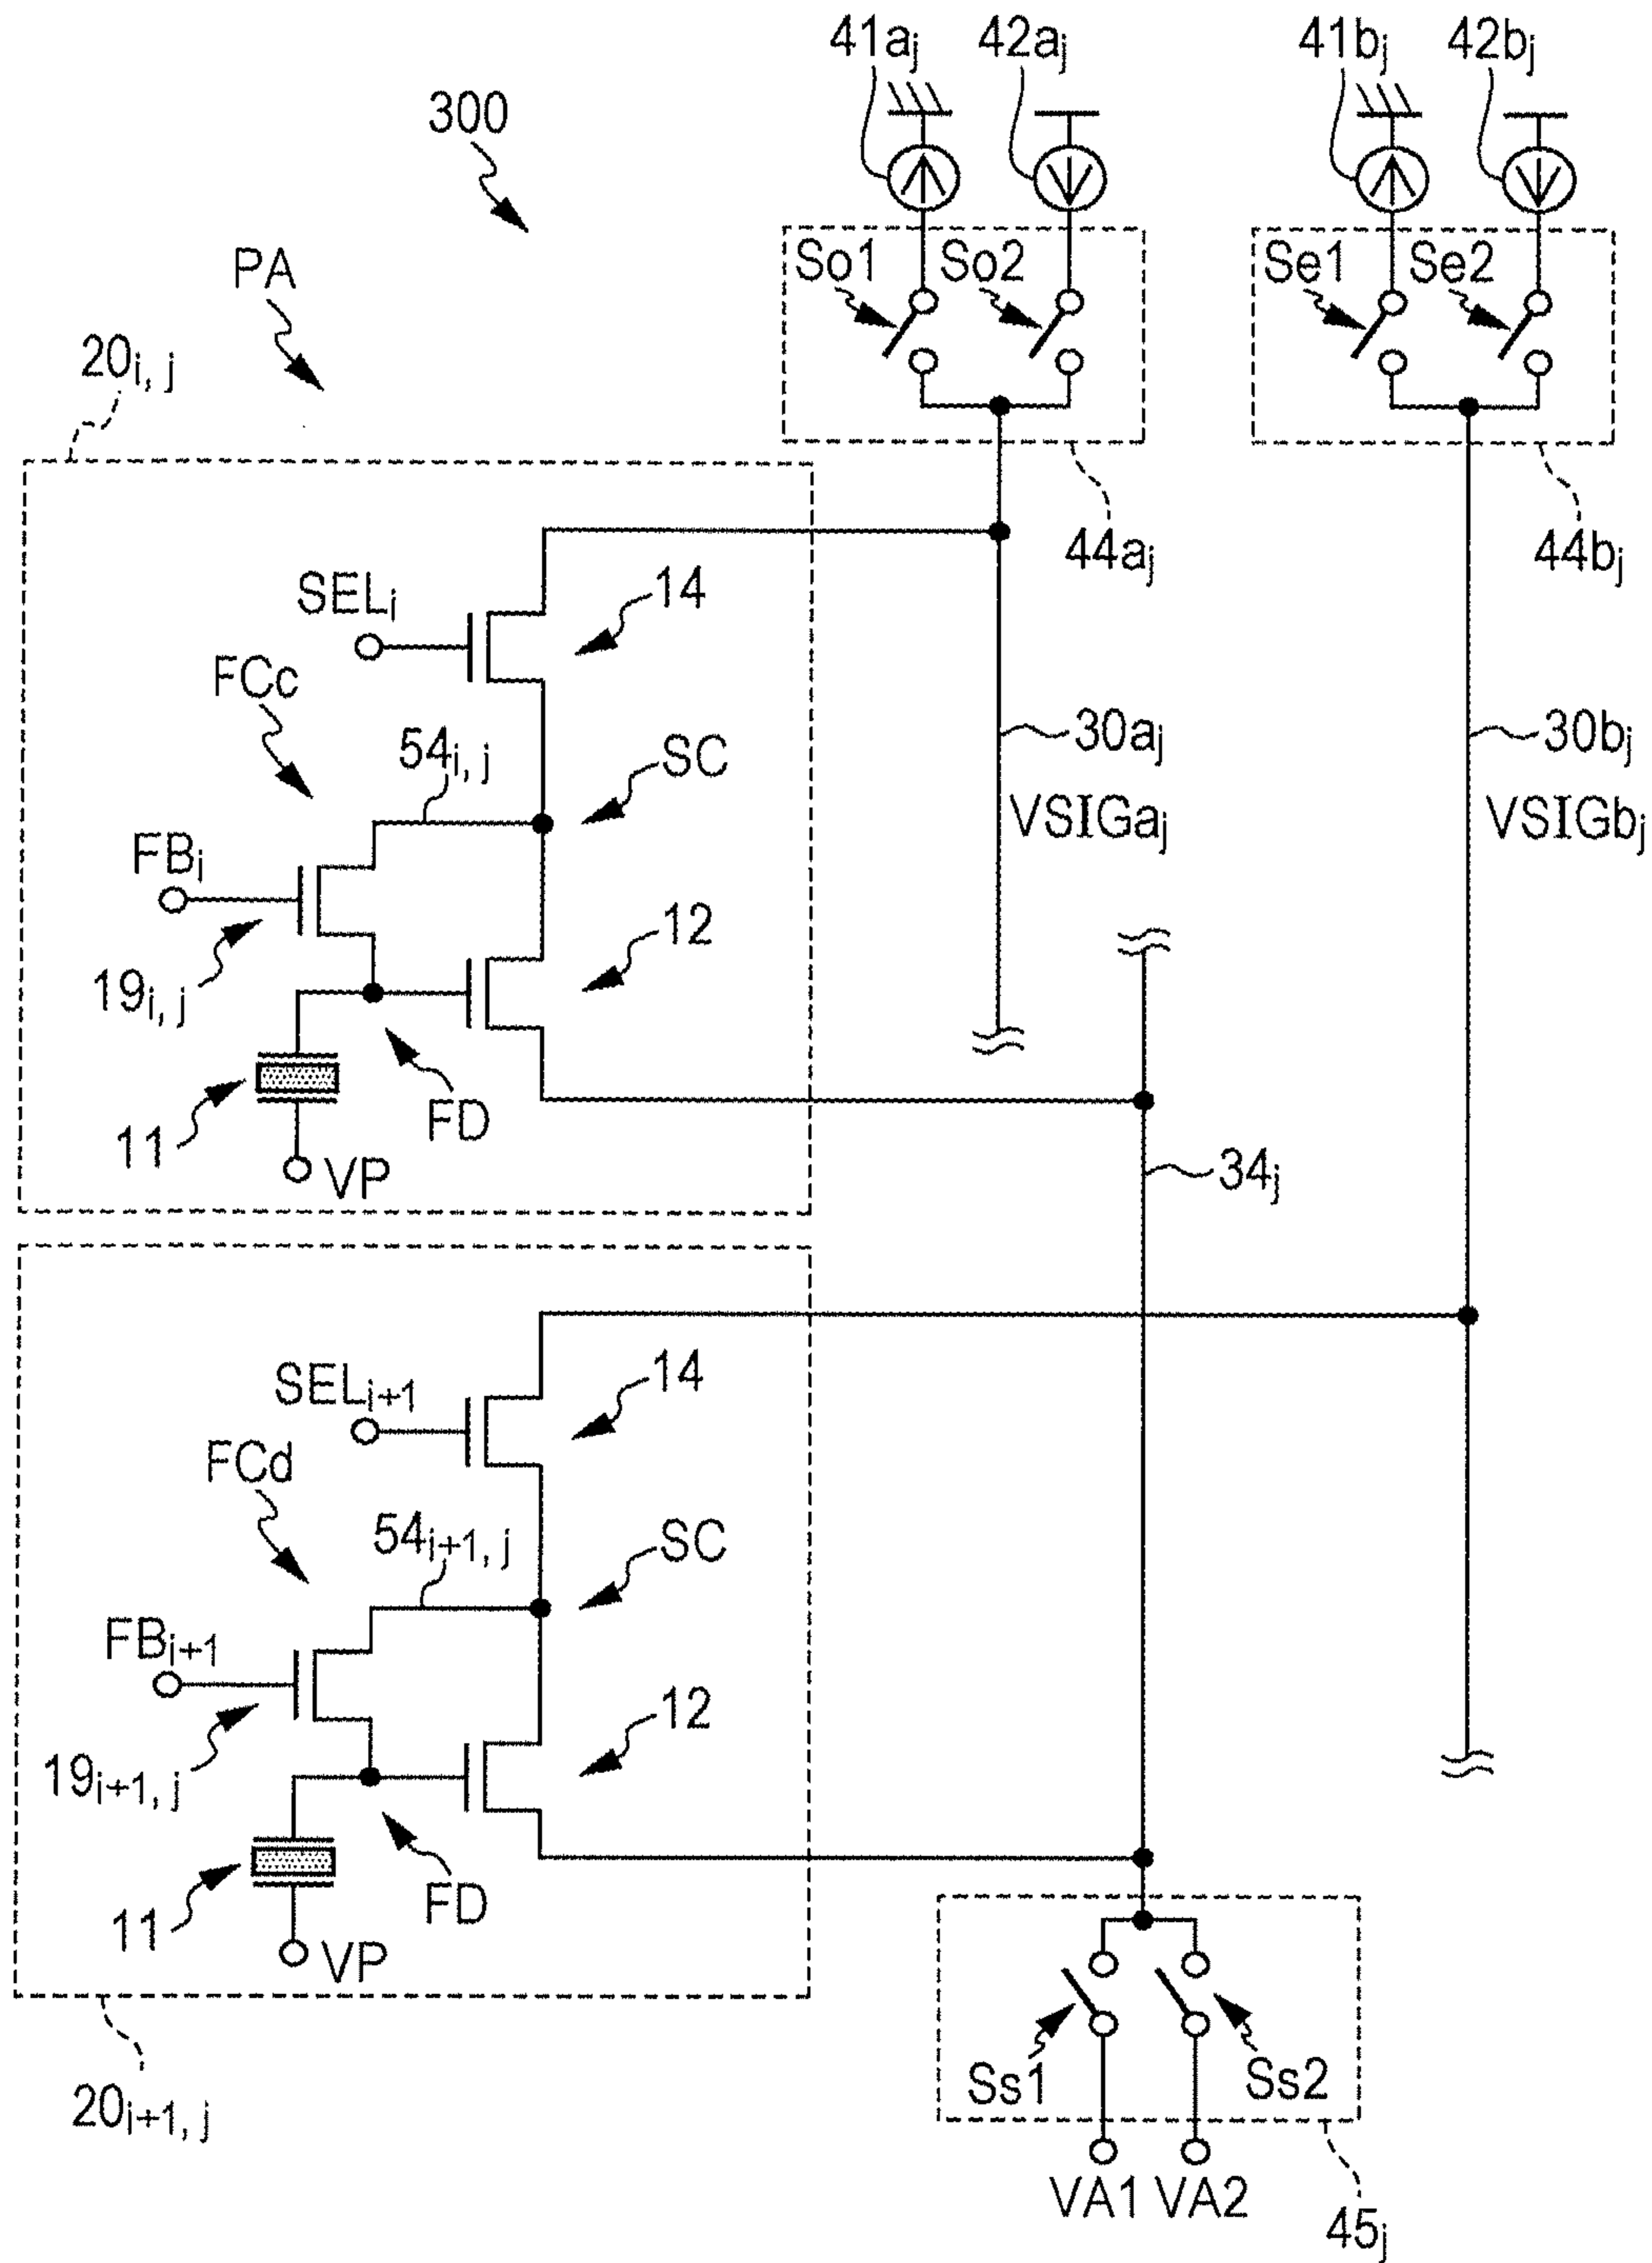 41aj 42aj 41bj 42bj
300
So1 So2 Se1 Se2
PA
20i, j
44aj 44bj
SELi 14
FCc
54i, j SC
30aj 30bj
VSIGaj VSIGbj
FBi
12
19i, j
11 FD
VP
34j
SELi+1 14
FCd
54i+1, j SC
FBi+1
12
19i+1, j
11 FD
VP
Ss1 Ss2
20i+1, j
VA1 VA2
45j